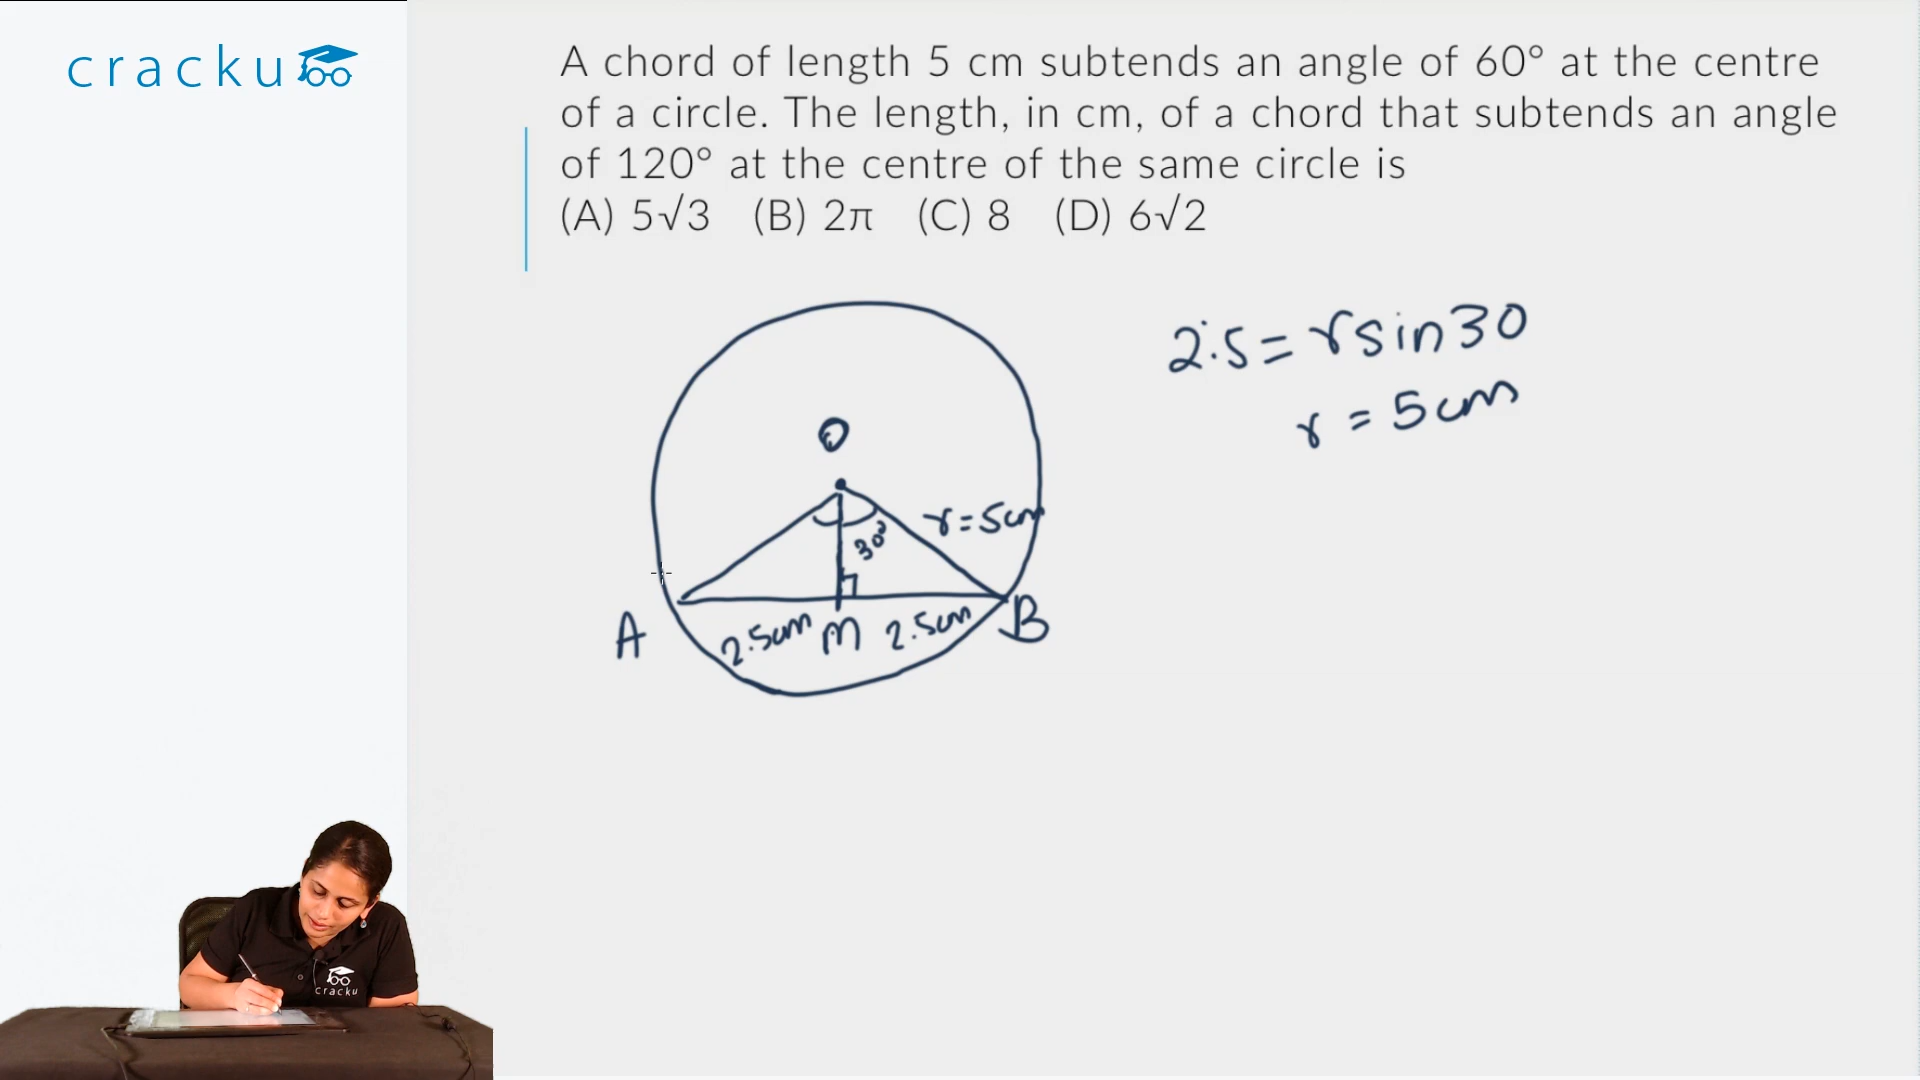 cracku
A chord of length 5 cm subtends an angle of 60° at the centre
of a circle. The length, in cm, of a chord that subtends an angle
of 120° at the centre of the same circle is
(A) 5√3 (B) 2π (C) 8 (D) 6√2
2.5 = r sin 30
r = 5cm
O
r = 5cm
30°
A
2.5cm M 2.5cm B
cracku